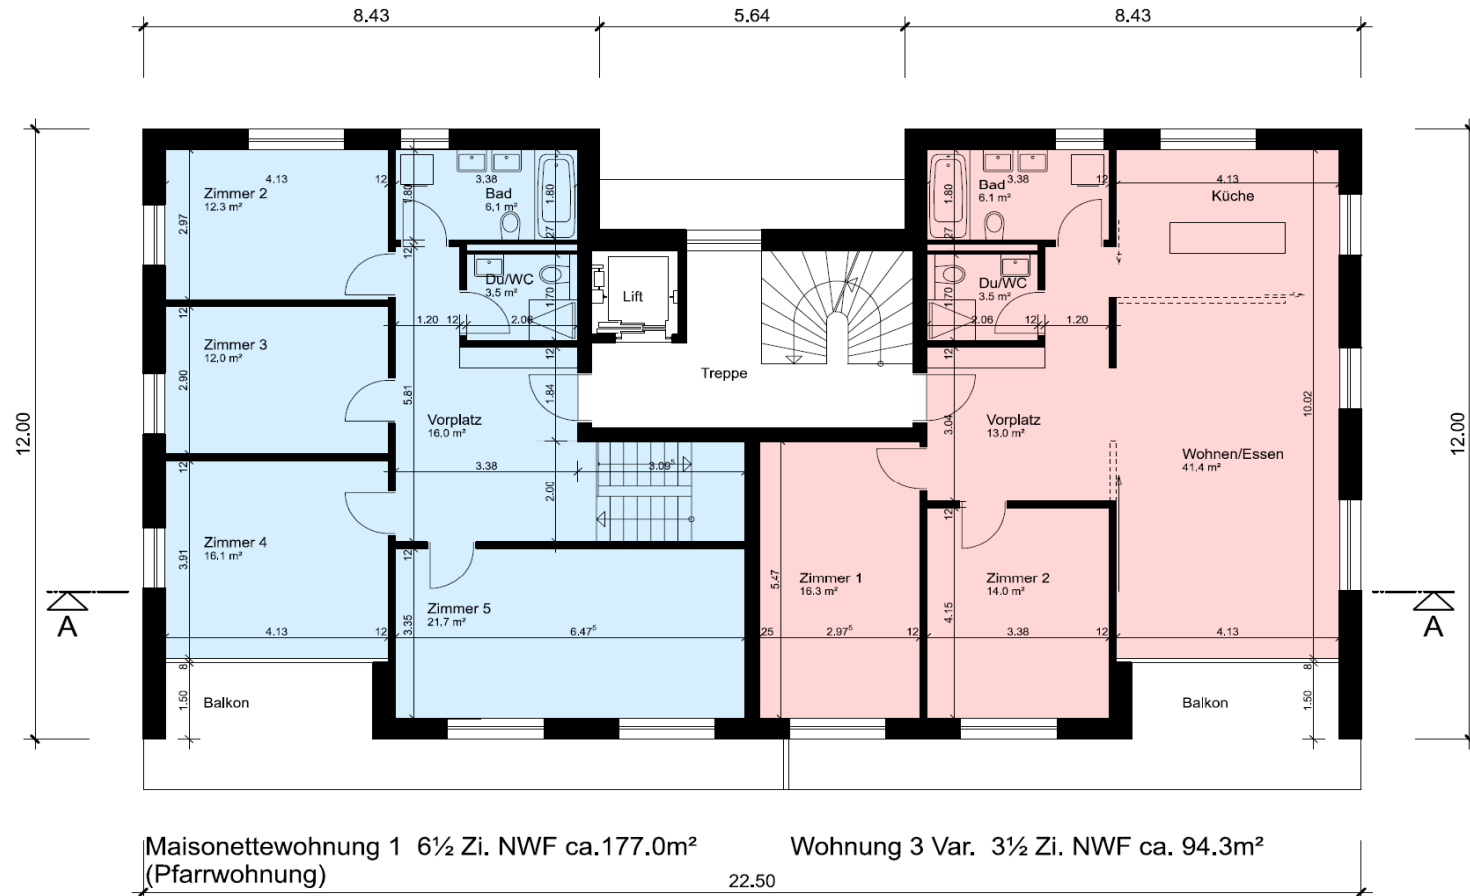 8.43 5.64 8.43
12.00
12.00
Zimmer 2
12.3 m²
4.13
12
2.97
3.38
Bad
6.1 m²
1.80
1.80
27
12
Du/WC
3.5 m²
1.70
1.20 12 2.06
12
Lift
Treppe
Bad
6.1 m²
3.38
12
1.80
27
Du/WC
3.5 m²
1.70
2.06 12 1.20
12
4.13
Küche
10.02
Wohnen/Essen
41.4 m²
Zimmer 3
12.0 m²
12
2.90
5.81
1.84
Vorplatz
16.0 m²
3.38 3.09⁵
2.00
Vorplatz
13.0 m²
3.04
12
Zimmer 4
16.1 m²
12
3.91
4.13 12
Zimmer 5
21.7 m²
12
3.35
6.47⁵
Zimmer 1
16.3 m²
5.47
25 2.97⁵ 12
Zimmer 2
14.0 m²
12
4.15
3.38 12
4.13
A
A
8
1.50
Balkon
8
1.50
Balkon
Maisonettewohnung 1 6½ Zi. NWF ca.177.0m²
(Pfarrwohnung)
Wohnung 3 Var. 3½ Zi. NWF ca. 94.3m²
22.50